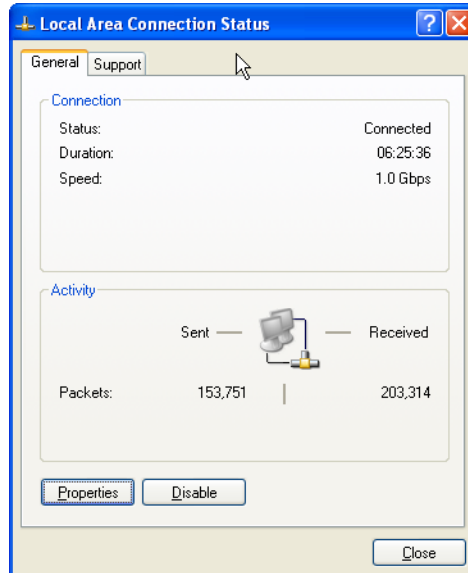 Local Area Connection Status
General Support
Connection
Status: Connected
Duration: 06:25:36
Speed: 1.0 Gbps
Activity
Sent Received
Packets: 153,751 203,314
Properties Disable
Close